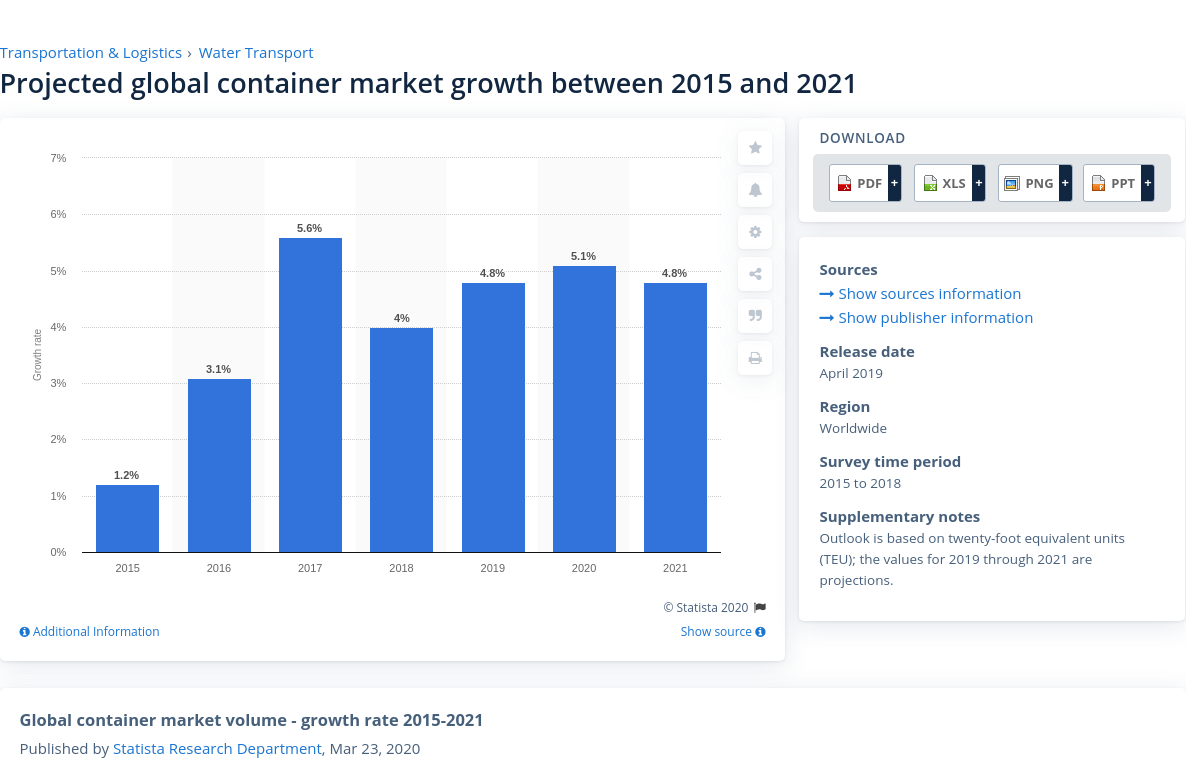 Transportation & Logistics › Water Transport
Projected global container market growth between 2015 and 2021
7%
6%
5%
4%
3%
2%
1%
0%
Growth rate
1.2%
3.1%
5.6%
4%
4.8%
5.1%
4.8%
2015
2016
2017
2018
2019
2020
2021
© Statista 2020
Additional Information
Show source
DOWNLOAD
PDF +
XLS +
PNG +
PPT +
Sources
Show sources information
Show publisher information
Release date
April 2019
Region
Worldwide
Survey time period
2015 to 2018
Supplementary notes
Outlook is based on twenty-foot equivalent units
(TEU); the values for 2019 through 2021 are
projections.
Global container market volume - growth rate 2015-2021
Published by Statista Research Department, Mar 23, 2020